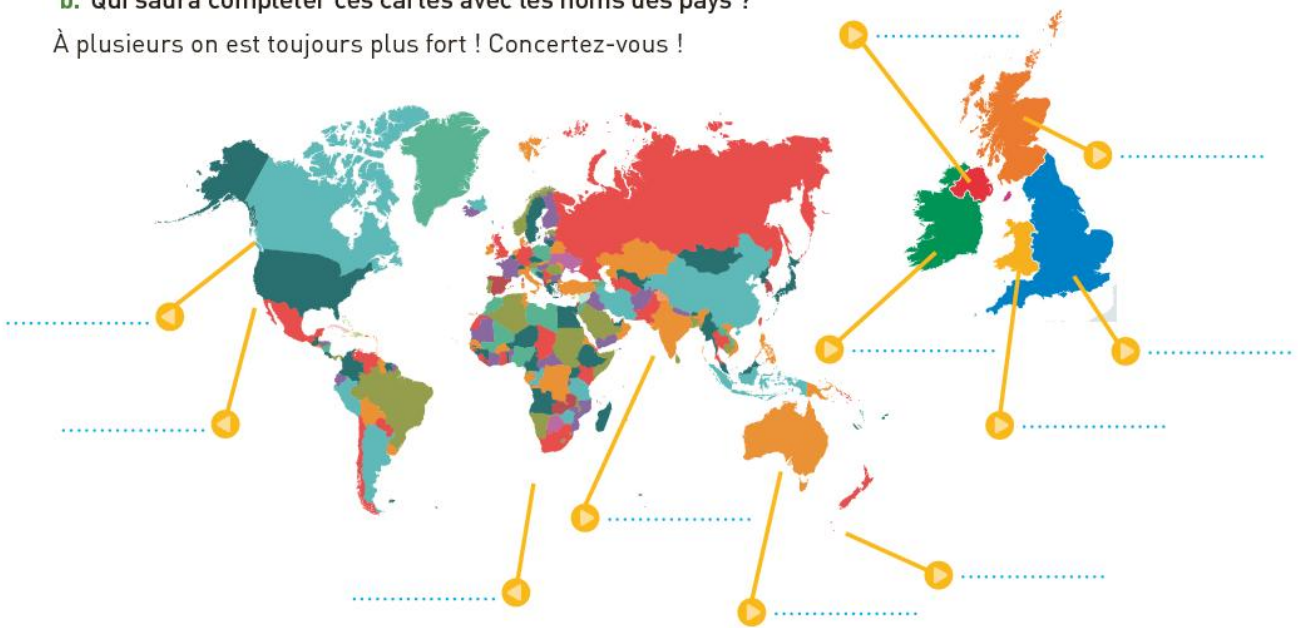 b. Qui saura compléter ces cartes avec les noms des pays ?
À plusieurs on est toujours plus fort ! Concertez-vous !